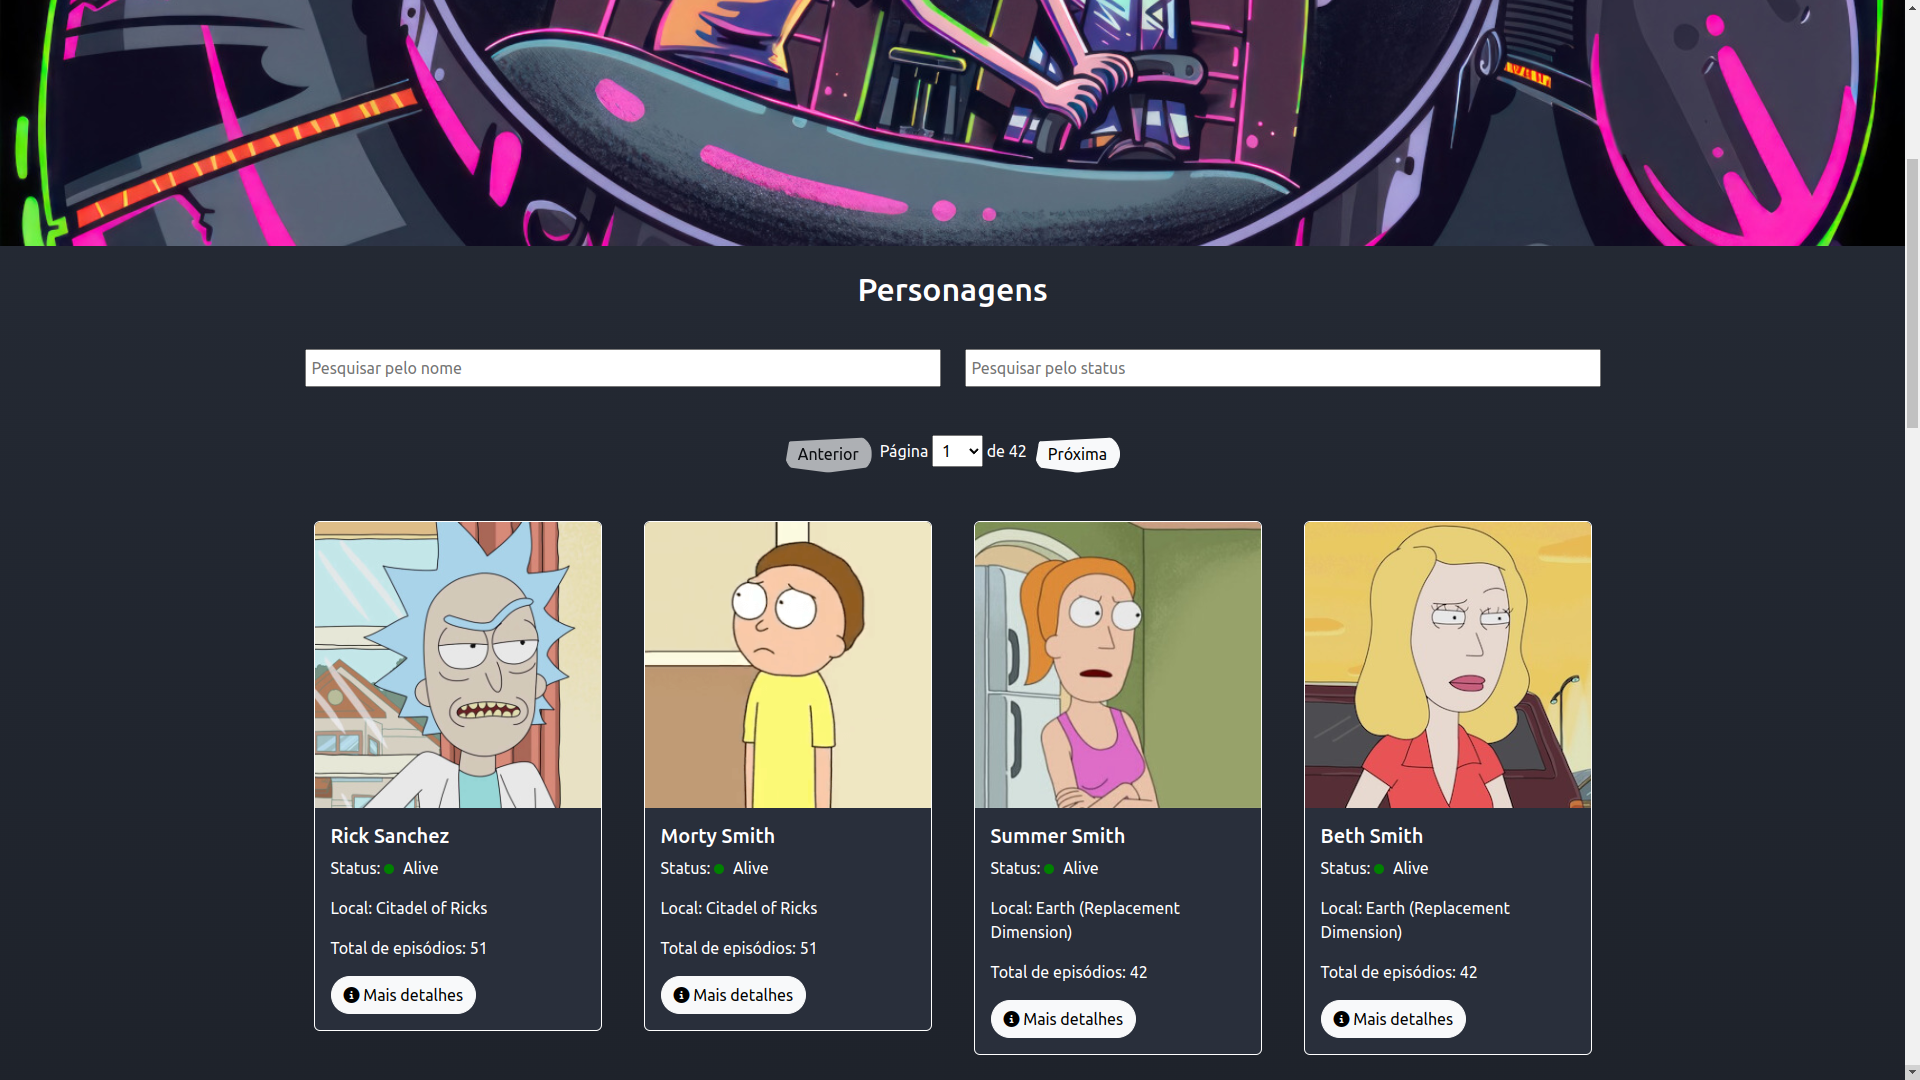 Personagens
Pesquisar pelo nome
Pesquisar pelo status
Anterior Página 1 de 42 Próxima
Rick Sanchez
Status: Alive
Local: Citadel of Ricks
Total de episódios: 51
Mais detalhes
Morty Smith
Status: Alive
Local: Citadel of Ricks
Total de episódios: 51
Mais detalhes
Summer Smith
Status: Alive
Local: Earth (Replacement
Dimension)
Total de episódios: 42
Mais detalhes
Beth Smith
Status: Alive
Local: Earth (Replacement
Dimension)
Total de episódios: 42
Mais detalhes